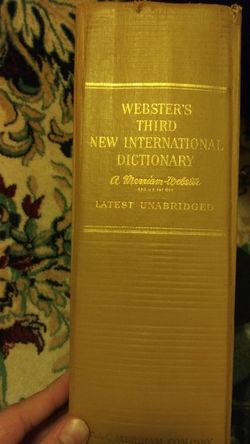 WEBSTER'S
THIRD
NEW INTERNATIONAL
DICTIONARY
A Merriam-Webster
LATEST UNABRIDGED